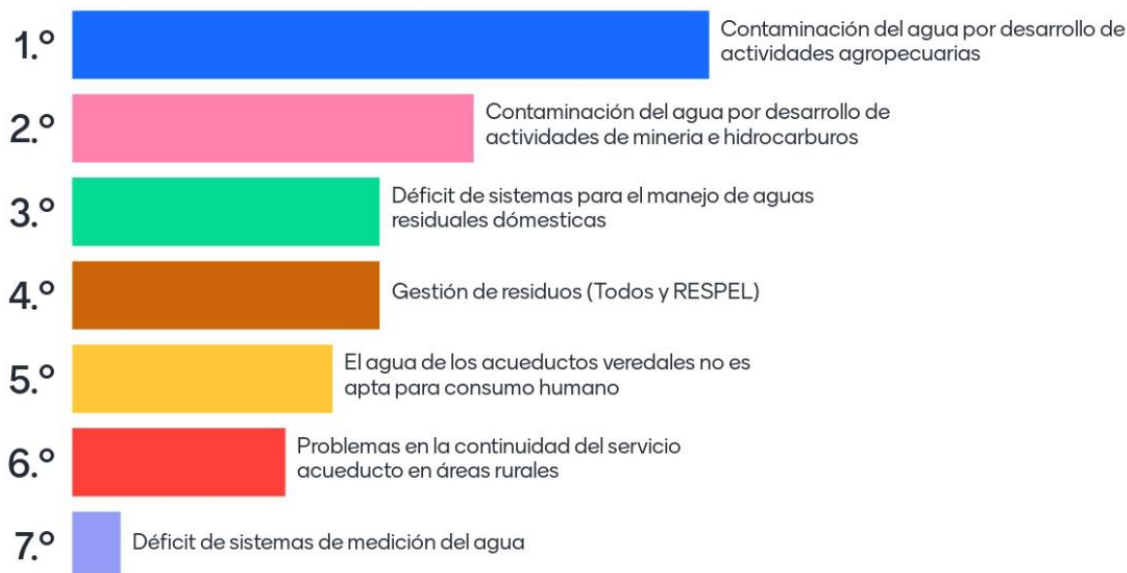 1.º
Contaminación del agua por desarrollo de
actividades agropecuarias
2.º
Contaminación del agua por desarrollo de
actividades de mineria e hidrocarburos
3.º
Déficit de sistemas para el manejo de aguas
residuales dómesticas
4.º
Gestión de residuos (Todos y RESPEL)
5.º
El agua de los acueductos veredales no es
apta para consumo humano
6.º
Problemas en la continuidad del servicio
acueducto en áreas rurales
7.º
Déficit de sistemas de medición del agua